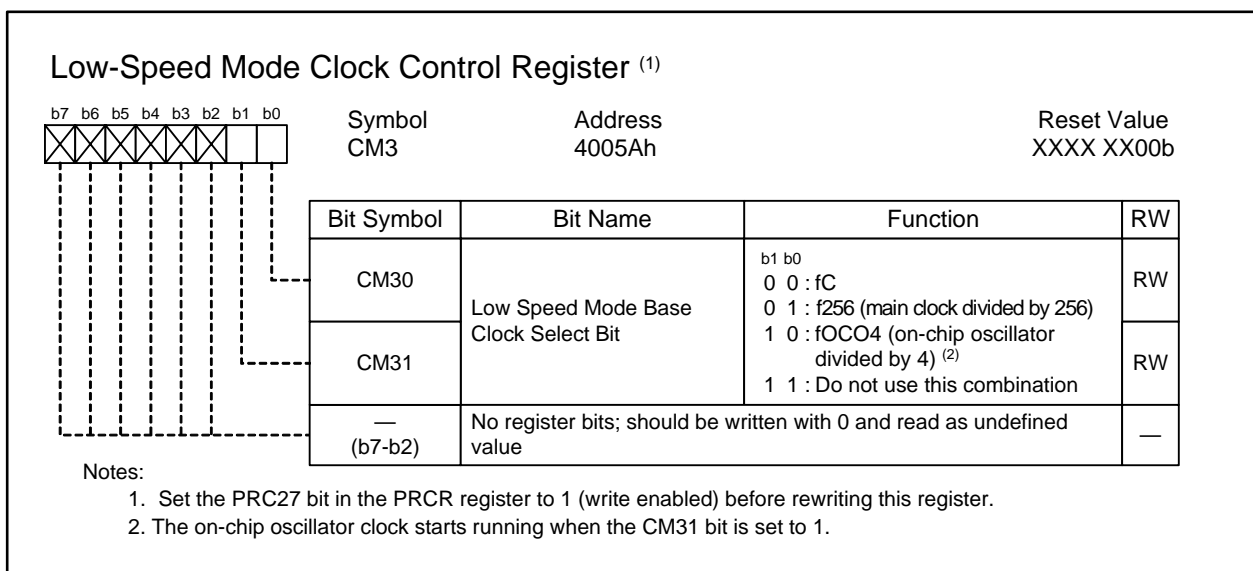 Low-Speed Mode Clock Control Register (1)
b7 b6 b5 b4 b3 b2 b1 b0
Symbol Address Reset Value
CM3 4005Ah XXXX XX00b
Bit Symbol Bit Name Function RW
CM30
CM31
Low Speed Mode Base
Clock Select Bit
b1 b0
0 0 : fC
0 1 : f256 (main clock divided by 256)
1 0 : fOCO4 (on-chip oscillator
divided by 4) (2)
1 1 : Do not use this combination
RW
RW
—
(b7-b2)
No register bits; should be written with 0 and read as undefined
value
—
Notes:
1. Set the PRC27 bit in the PRCR register to 1 (write enabled) before rewriting this register.
2. The on-chip oscillator clock starts running when the CM31 bit is set to 1.